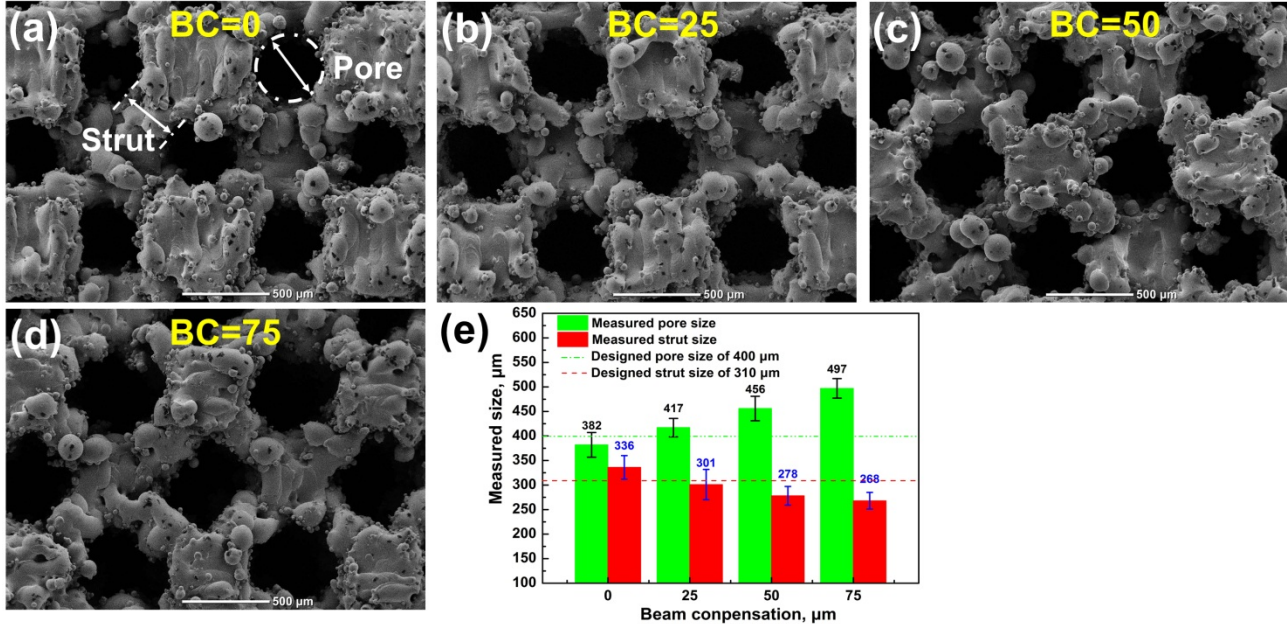 (a)
BC=0
Pore
Strut
500 µm
(b)
BC=25
500 µm
(c)
BC=50
500 µm
(d)
BC=75
500 µm
(e)
Measured pore size
Measured strut size
Designed pore size of 400 µm
Designed strut size of 310 µm
Measured size, µm
650
600
550
500
450
400
350
300
250
200
150
100
382
336
417
301
456
278
497
268
0
25
50
75
Beam conpensation, µm